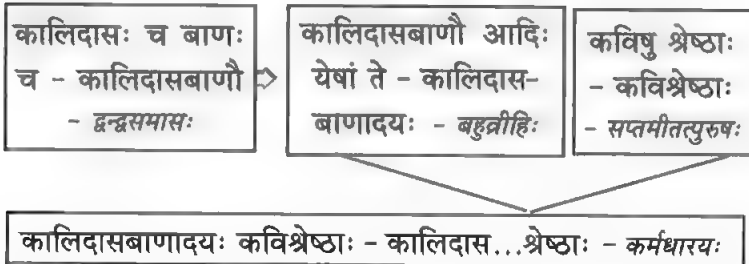 कालिदासः च बाणः
च - कालिदासबाणौ
- द्वन्द्वसमासः
कालिदासबाणौ आदिः
येषां ते - कालिदास-
बाणादयः - बहुव्रीहिः
कविषु श्रेष्ठाः
- कविश्रेष्ठाः
- सप्तमीतत्पुरुषः
कालिदासबाणादयः कविश्रेष्ठाः - कालिदास...श्रेष्ठाः - कर्मधारयः